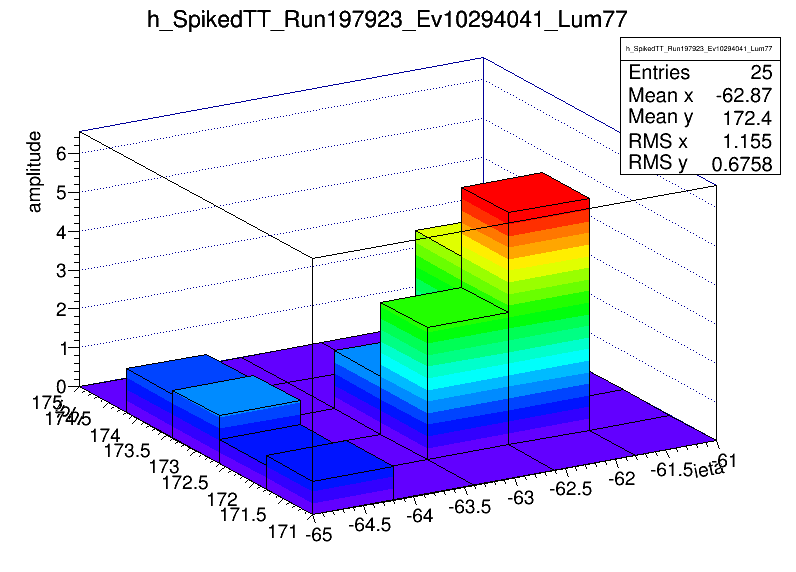 h_SpikedTT_Run197923_Ev10294041_Lum77
h_SpikedTT_Run197923_Ev10294041_Lum77
Entries 25
Mean x -62.87
Mean y 172.4
RMS x 1.155
RMS y 0.6758
amplitude
6
5
4
3
2
1
0
175
174.5
174
173.5
173
172.5
172
171.5
171
-65
-64.5
-64
-63.5
-63
-62.5
-62
-61.5
-61
ieta